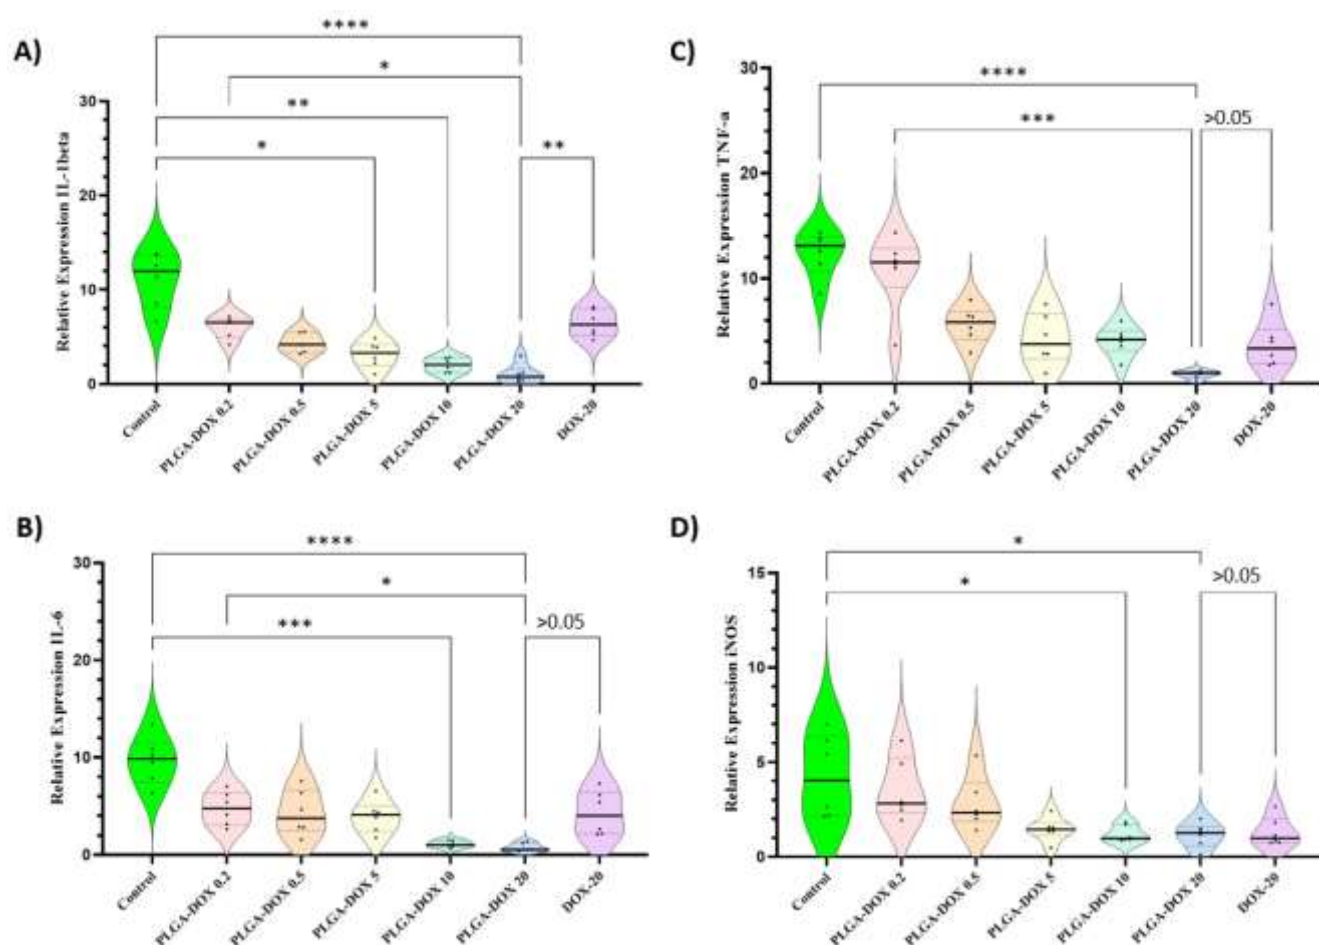 A)
****
*
**
*
**
Relative Expression IL-1beta
30
20
10
0
Control
PLGA-DOX 0.2
PLGA-DOX 0.5
PLGA-DOX 5
PLGA-DOX 10
PLGA-DOX 20
DOX-20
C)
****
***
>0.05
Relative Expression TNF-a
30
20
10
0
Control
PLGA-DOX 0.2
PLGA-DOX 0.5
PLGA-DOX 5
PLGA-DOX 10
PLGA-DOX 20
DOX-20
B)
****
*
***
>0.05
Relative Expression IL-6
30
20
10
0
Control
PLGA-DOX 0.2
PLGA-DOX 0.5
PLGA-DOX 5
PLGA-DOX 10
PLGA-DOX 20
DOX-20
D)
*
*
>0.05
Relative Expression iNOS
15
10
5
0
Control
PLGA-DOX 0.2
PLGA-DOX 0.5
PLGA-DOX 5
PLGA-DOX 10
PLGA-DOX 20
DOX-20